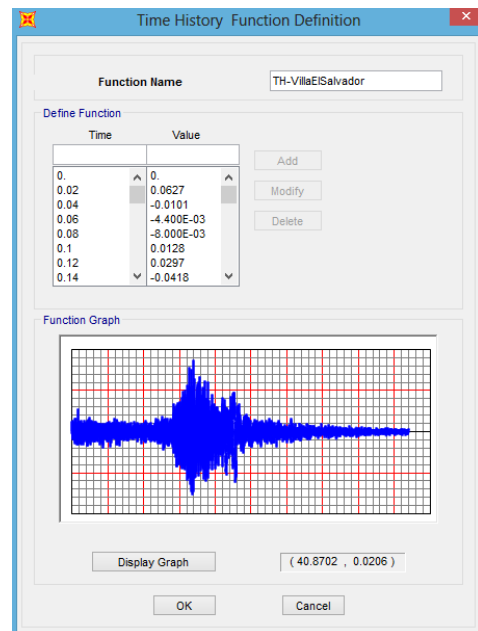 Time History Function Definition
Function Name TH-VillaElSalvador
Define Function
Time Value
Add
0. 0.
0.02 0.0627
Modify
0.04 -0.0101
0.06 -4.400E-03
Delete
0.08 -8.000E-03
0.1 0.0128
0.12 0.0297
0.14 -0.0418
Function Graph
Display Graph ( 40.8702 , 0.0206 )
OK Cancel